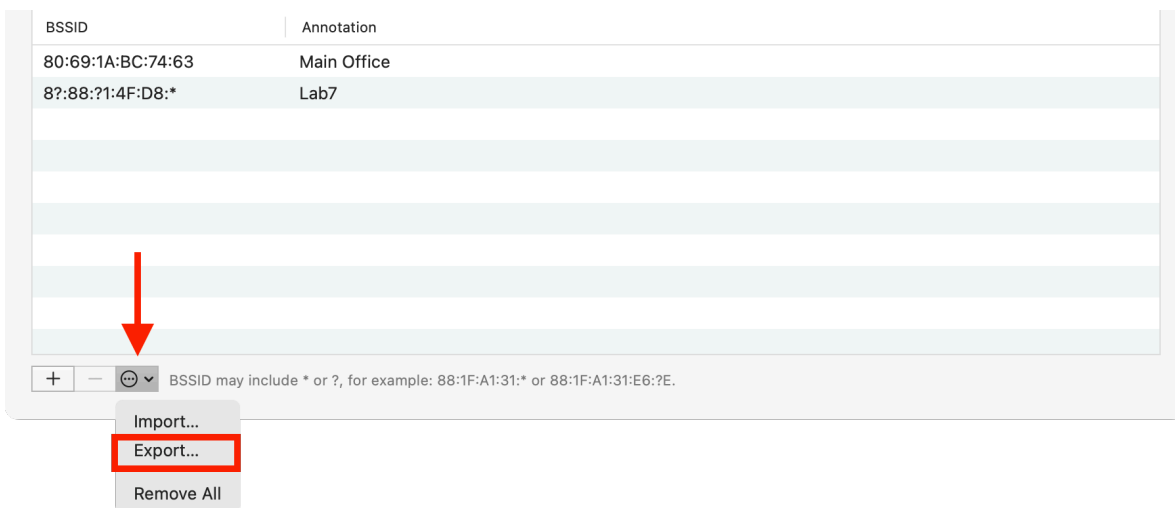 BSSID Annotation
80:69:1A:BC:74:63 Main Office
8?:88:?1:4F:D8:* Lab7
BSSID may include * or ?, for example: 88:1F:A1:31:* or 88:1F:A1:31:E6:?E.
Import...
Export...
Remove All